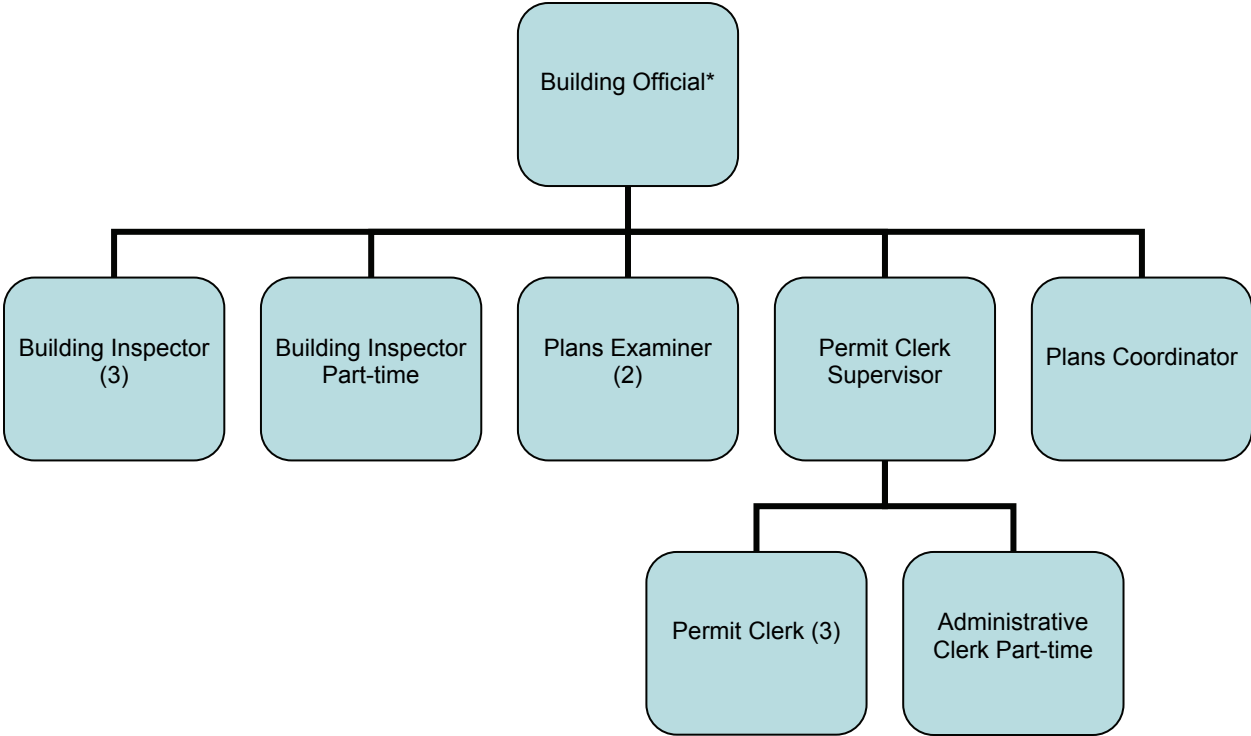 Building Official*
Building Inspector
(3)
Building Inspector
Part-time
Plans Examiner
(2)
Permit Clerk
Supervisor
Plans Coordinator
Permit Clerk (3)
Administrative
Clerk Part-time